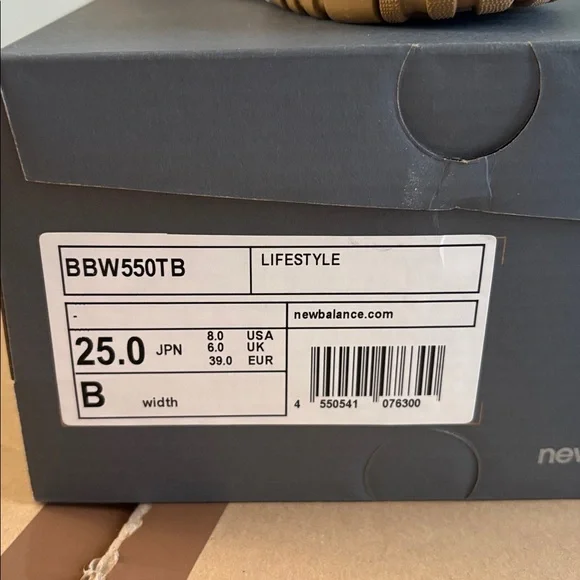 BBW550TB
LIFESTYLE
-
newbalance.com
25.0 JPN
8.0 USA
6.0 UK
39.0 EUR
B width
4 550541 076300
new